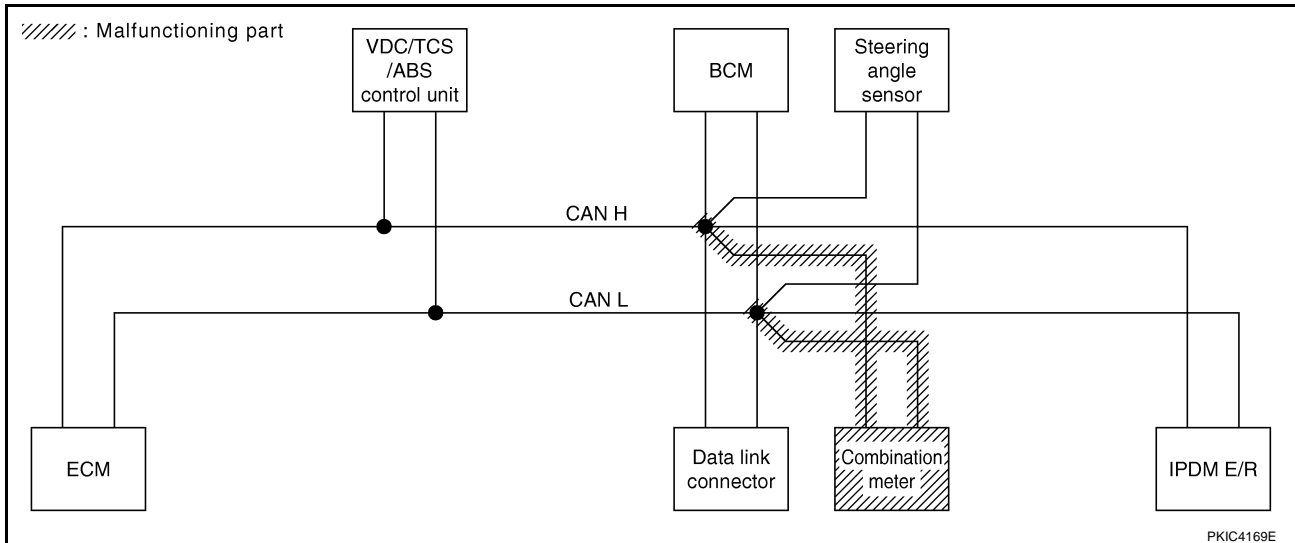 : Malfunctioning part
VDC/TCS
/ABS
control unit
BCM
Steering
angle
sensor
CAN H
CAN L
ECM
Data link
connector
Combination
meter
IPDM E/R
PKIC4169E